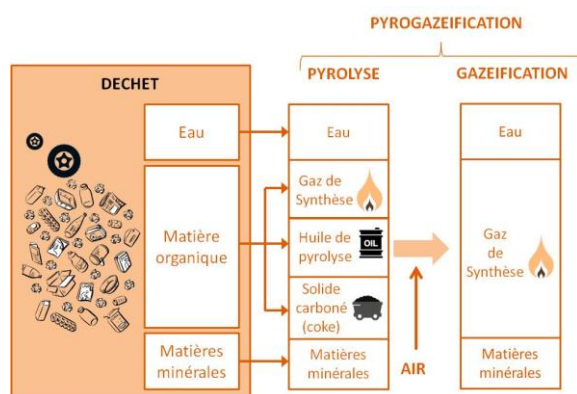 PYROGAZEIFICATION
DECHET
PYROLYSE
GAZEIFICATION
Eau
Eau
Eau
Matière
organique
Gaz de
Synthèse
Huile de
pyrolyse
OIL
Solide
carboné
(coke)
Gaz
de
Synthèse
Matières
minérales
Matières
minérales
AIR
Matières
minérales